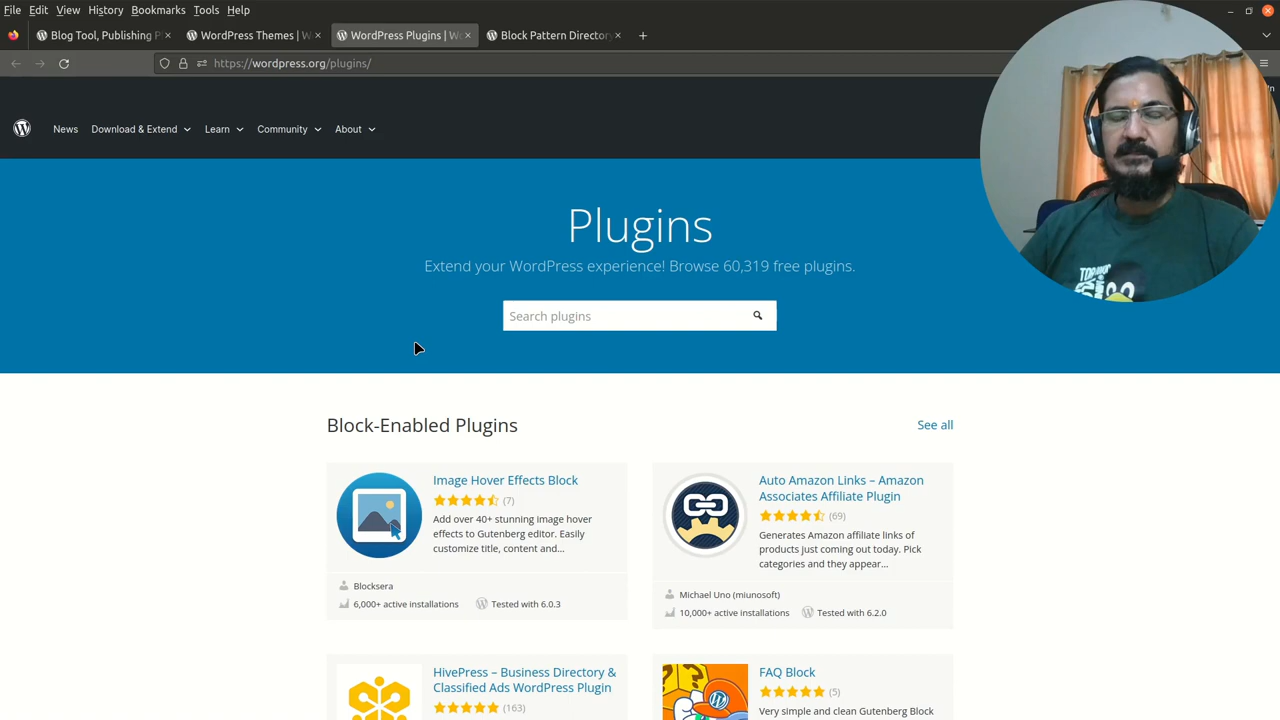 File Edit View History Bookmarks Tools Help
Blog Tool, Publishing P
WordPress Themes | W
WordPress Plugins | Wo
Block Pattern Directory
https://wordpress.org/plugins/
News Download & Extend Learn Community About
Plugins
Extend your WordPress experience! Browse 60,319 free plugins.
Search plugins
Block-Enabled Plugins
See all
Image Hover Effects Block
(7)
Add over 40+ stunning image hover
effects to Gutenberg editor. Easily
customize title, content and…
Blocksera
6,000+ active installations
Tested with 6.0.3
Auto Amazon Links – Amazon
Associates Affiliate Plugin
(69)
Generates Amazon affiliate links of
products just coming out today. Pick
categories and they appear…
Michael Uno (miunosoft)
10,000+ active installations
Tested with 6.2.0
HivePress – Business Directory &
Classified Ads WordPress Plugin
(163)
FAQ Block
(5)
Very simple and clean Gutenberg Block